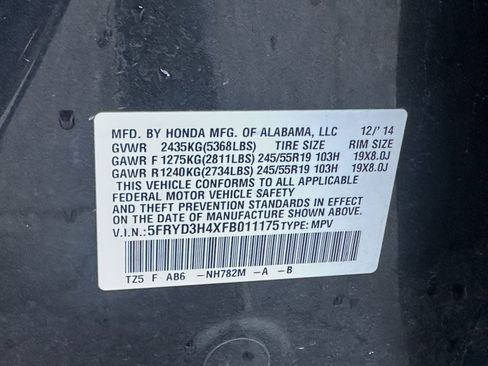 MFD. BY HONDA MFG. OF ALABAMA, LLC 12/'14
GVWR 2435KG(5368LBS) TIRE SIZE RIM SIZE
GAWR F 1275KG(2811LBS) 245/55R19 103H 19X8.0J
GAWR R1240KG(2734LBS) 245/55R19 103H 19X8.0J
THIS VEHICLE CONFORMS TO ALL APPLICABLE
FEDERAL MOTOR VEHICLE SAFETY
AND THEFT PREVENTION STANDARDS IN EFFECT ON THE
DATE OF MANUFACTURE SHOWN ABOVE.
V.I.N.: 5FRYD3H4XFB011175 TYPE: MPV
TZ5 F AB6 -NH782M -A -B